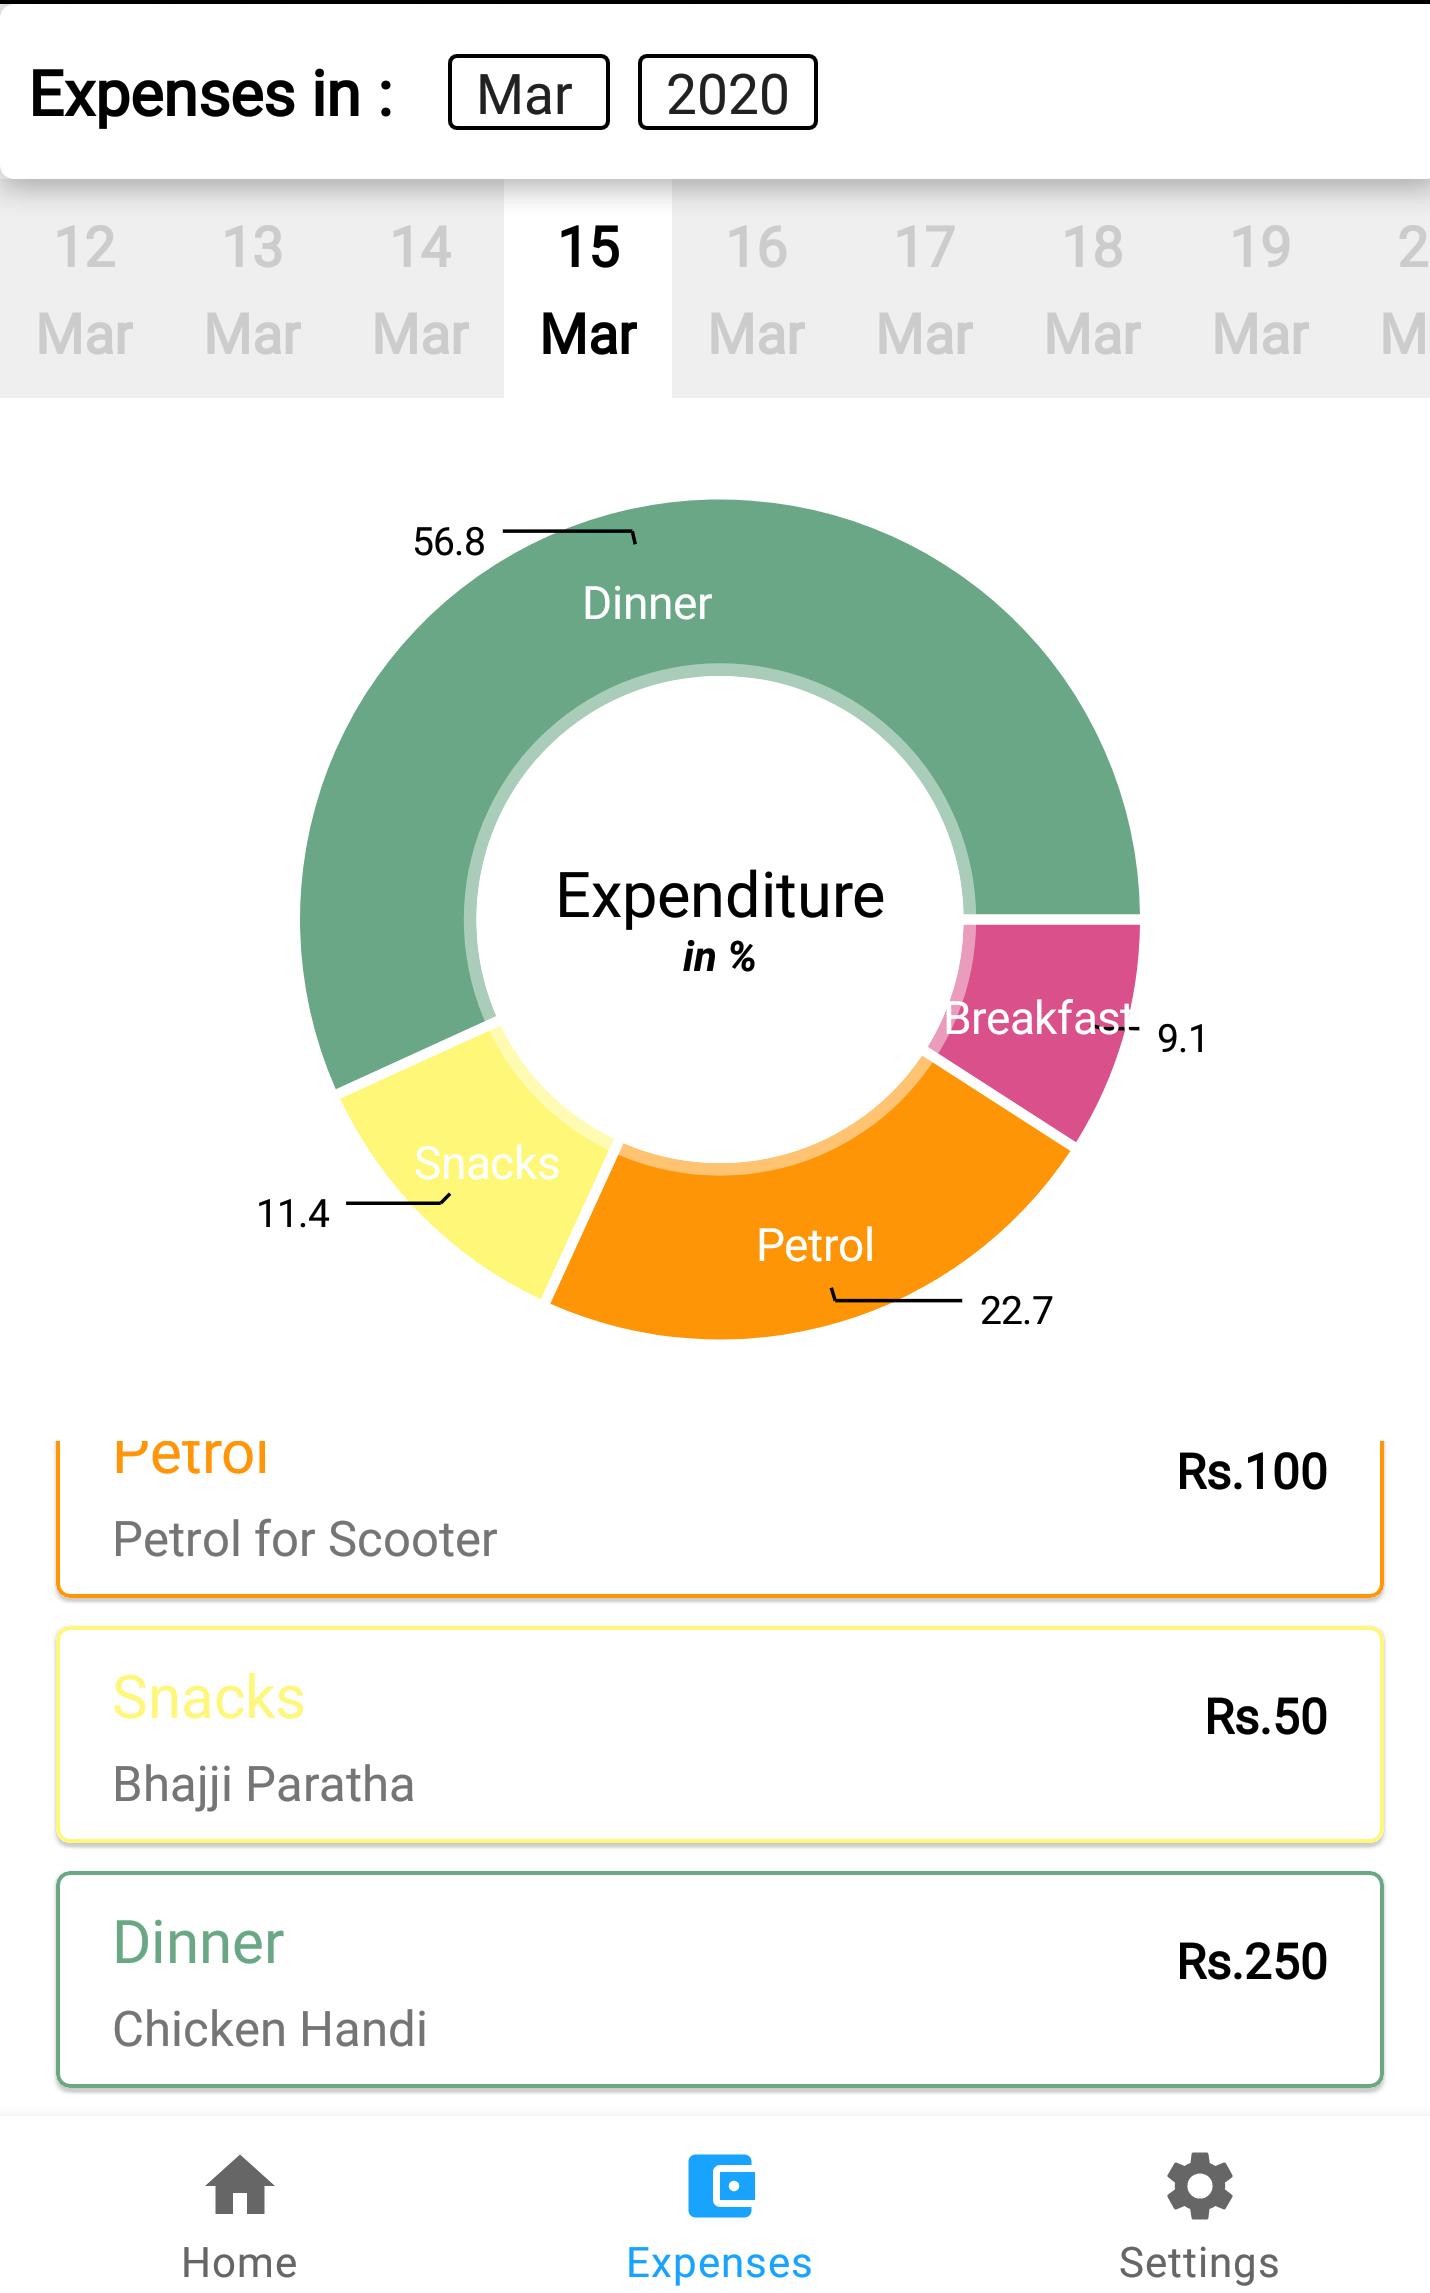 Expenses in : Mar 2020
12 13 14 15 16 17 18 19 2
Mar Mar Mar Mar Mar Mar Mar Mar M
56.8
Dinner
Expenditure
in %
Breakfast
9.1
Snacks
11.4
Petrol
22.7
Petrol
Rs.100
Petrol for Scooter
Snacks
Rs.50
Bhajji Paratha
Dinner
Rs.250
Chicken Handi
Home Expenses Settings